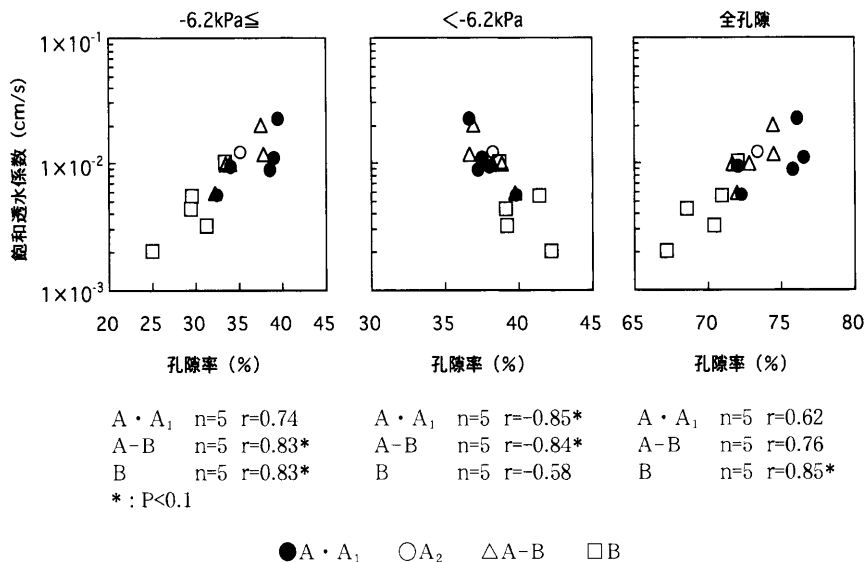 -6.2kPa≦ <-6.2kPa 全孔隙
飽和透水係数 (cm/s)
1×10⁻¹
1×10⁻²
1×10⁻³
20 25 30 35 40 45 30 35 40 45 65 70 75 80
孔隙率 (%) 孔隙率 (%) 孔隙率 (%)
A・A₁ n=5 r=0.74 A・A₁ n=5 r=-0.85* A・A₁ n=5 r=0.62
A-B n=5 r=0.83* A-B n=5 r=-0.84* A-B n=5 r=0.76
B n=5 r=0.83* B n=5 r=-0.58 B n=5 r=0.85*
*:P<0.1
●A・A₁ ○A₂ △A-B □B